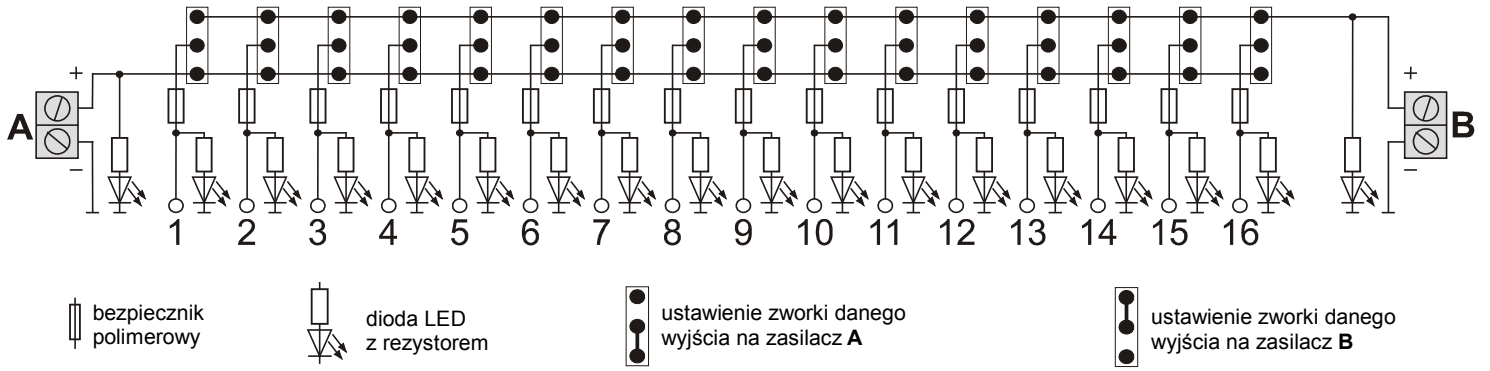 +
+
A
B
–
–
1 2 3 4 5 6 7 8 9 10 11 12 13 14 15 16
bezpiecznik
polimerowy
dioda LED
z rezystorem
ustawienie zworki danego
wyjścia na zasilacz A
ustawienie zworki danego
wyjścia na zasilacz B